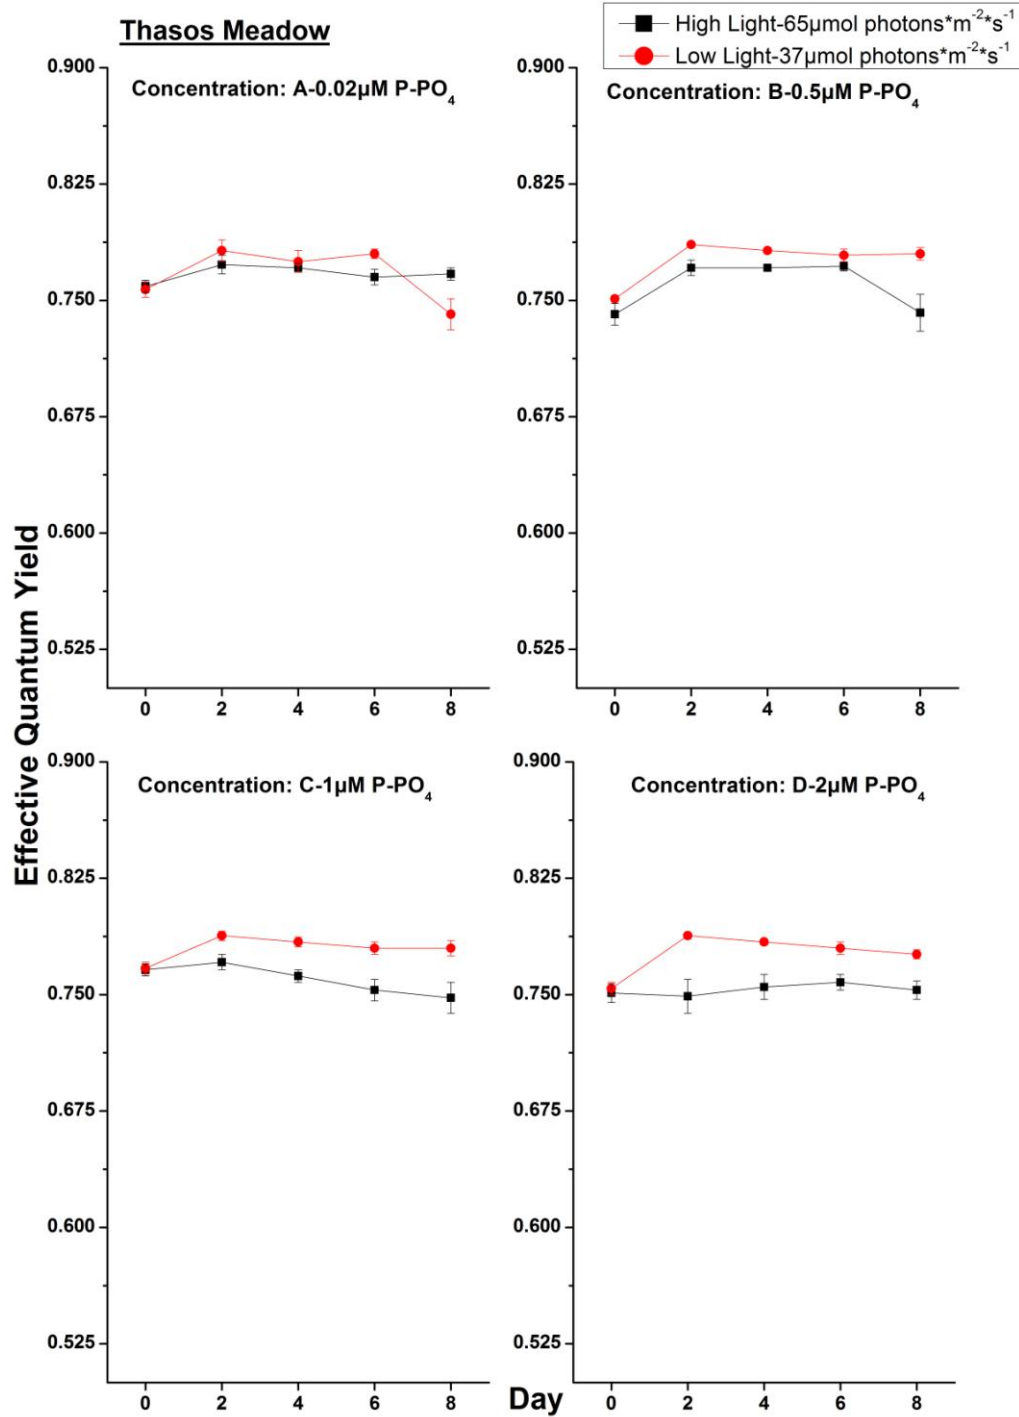 Thasos Meadow
High Light-65µmol photons*m⁻²*s⁻¹
Low Light-37µmol photons*m⁻²*s⁻¹
Effective Quantum Yield
Concentration: A-0.02µM P-PO₄
0.900
0.825
0.750
0.675
0.600
0.525
0 2 4 6 8
Concentration: B-0.5µM P-PO₄
0.900
0.825
0.750
0.675
0.600
0.525
0 2 4 6 8
Concentration: C-1µM P-PO₄
0.900
0.825
0.750
0.675
0.600
0.525
0 2 4 6 8
Concentration: D-2µM P-PO₄
0.900
0.825
0.750
0.675
0.600
0.525
0 2 4 6 8
Day